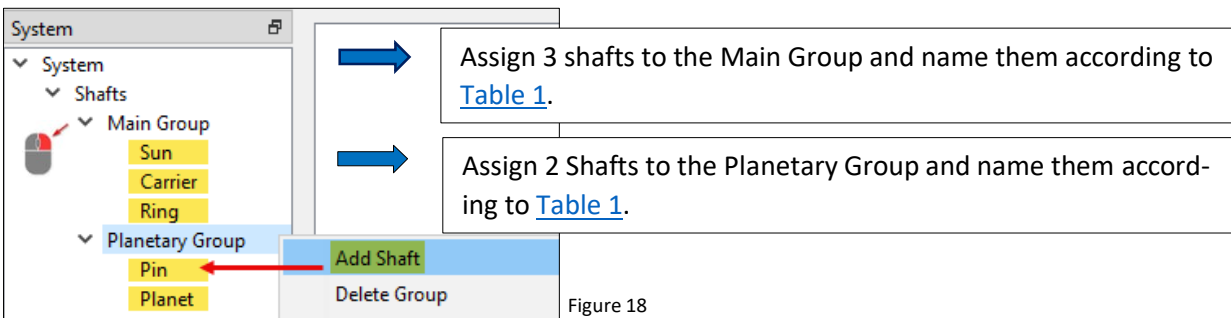 System
System
Shafts
Main Group
Sun
Carrier
Ring
Planetary Group
Pin
Planet
Add Shaft
Delete Group
Assign 3 shafts to the Main Group and name them according to
Table 1.
Assign 2 Shafts to the Planetary Group and name them accord-
ing to Table 1.
Figure 18